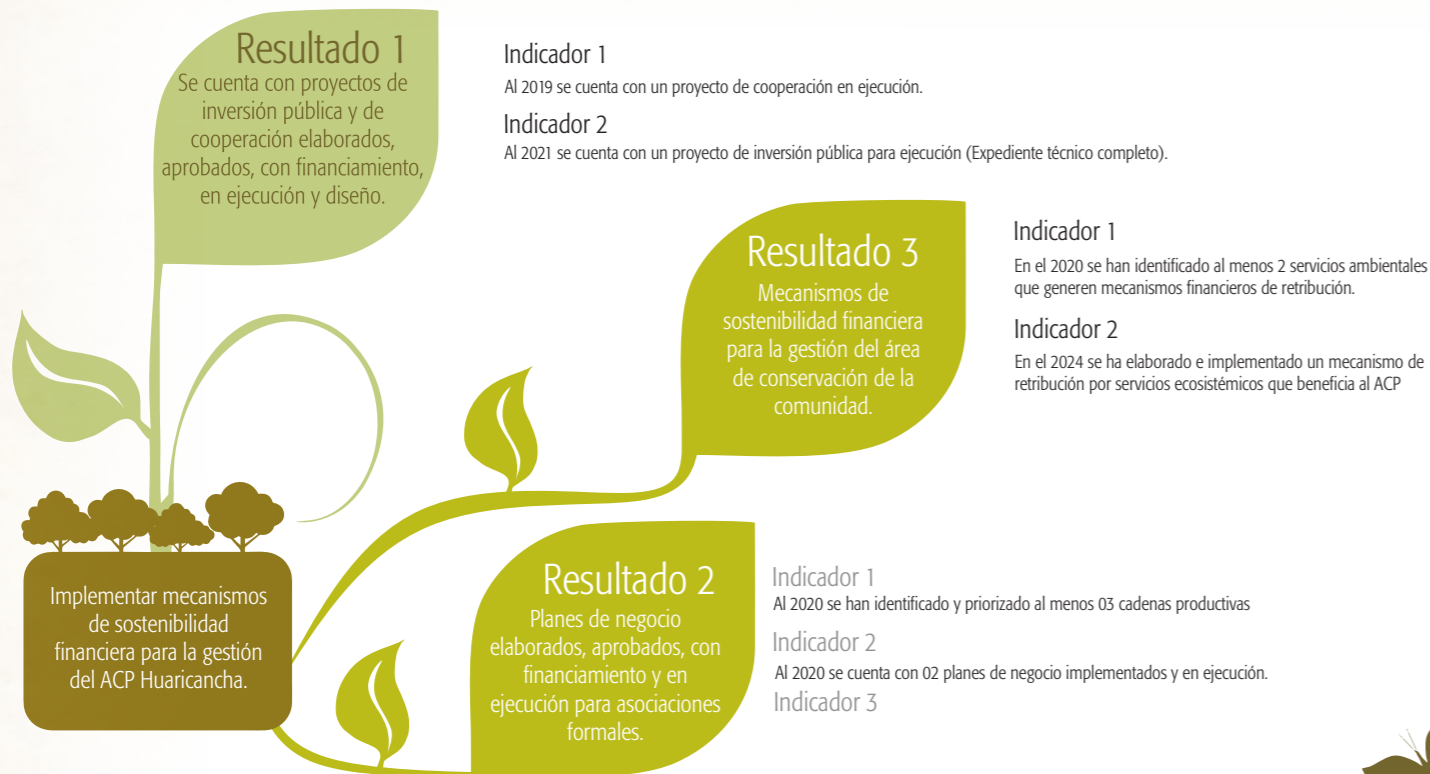 Resultado 1
Se cuenta con proyectos de
inversión pública y de
cooperación elaborados,
aprobados, con financiamiento,
en ejecución y diseño.
Indicador 1
Al 2019 se cuenta con un proyecto de cooperación en ejecución.
Indicador 2
Al 2021 se cuenta con un proyecto de inversión pública para ejecución (Expediente técnico completo).
Resultado 3
Mecanismos de
sostenibilidad financiera
para la gestión del área
de conservación de la
comunidad.
Indicador 1
En el 2020 se han identificado al menos 2 servicios ambientales
que generen mecanismos financieros de retribución.
Indicador 2
En el 2024 se ha elaborado e implementado un mecanismo de
retribución por servicios ecosistémicos que beneficia al ACP
Implementar mecanismos
de sostenibilidad
financiera para la gestión
del ACP Huaricancha.
Resultado 2
Planes de negocio
elaborados, aprobados, con
financiamiento y en
ejecución para asociaciones
formales.
Indicador 1
Al 2020 se han identificado y priorizado al menos 03 cadenas productivas
Indicador 2
Al 2020 se cuenta con 02 planes de negocio implementados y en ejecución.
Indicador 3